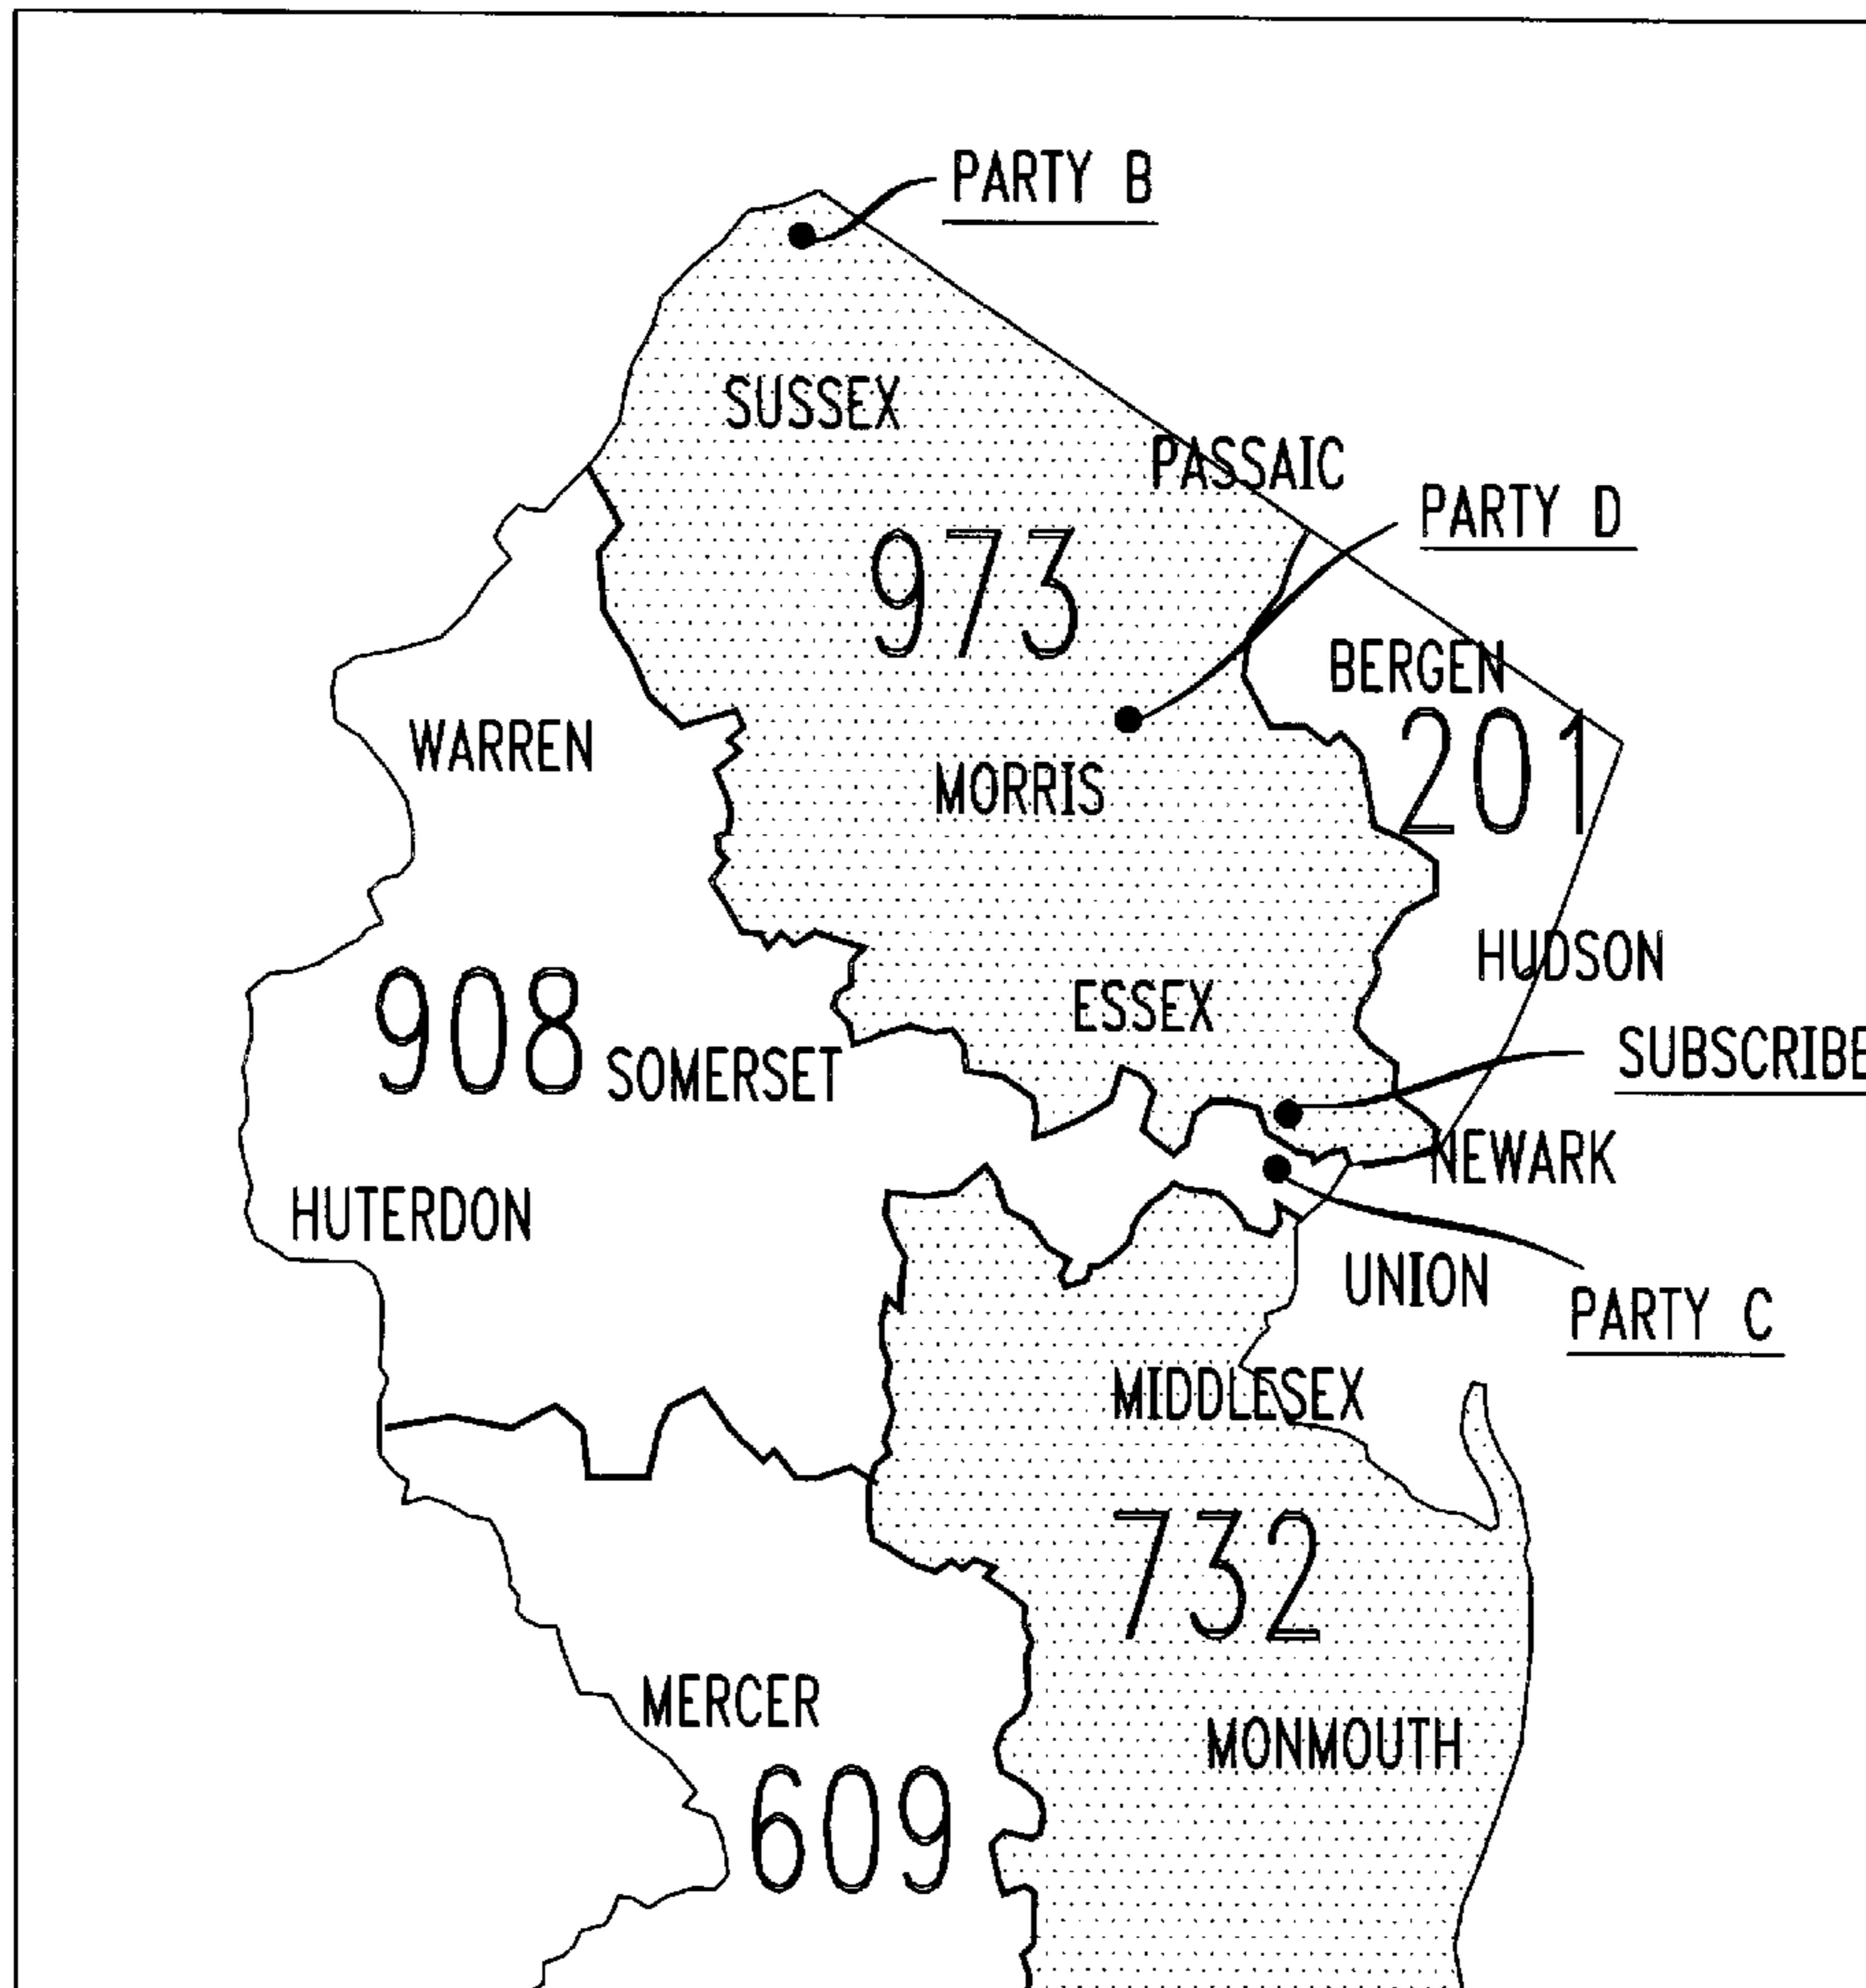 PARTY B
SUSSEX
PASSAIC
PARTY D
973
BERGEN
201
WARREN
MORRIS
HUDSON
908
ESSEX
SOMERSET
SUBSCRIBE
NEWARK
HUTERDON
UNION
PARTY C
MIDDLESEX
732
MERCER
MONMOUTH
609